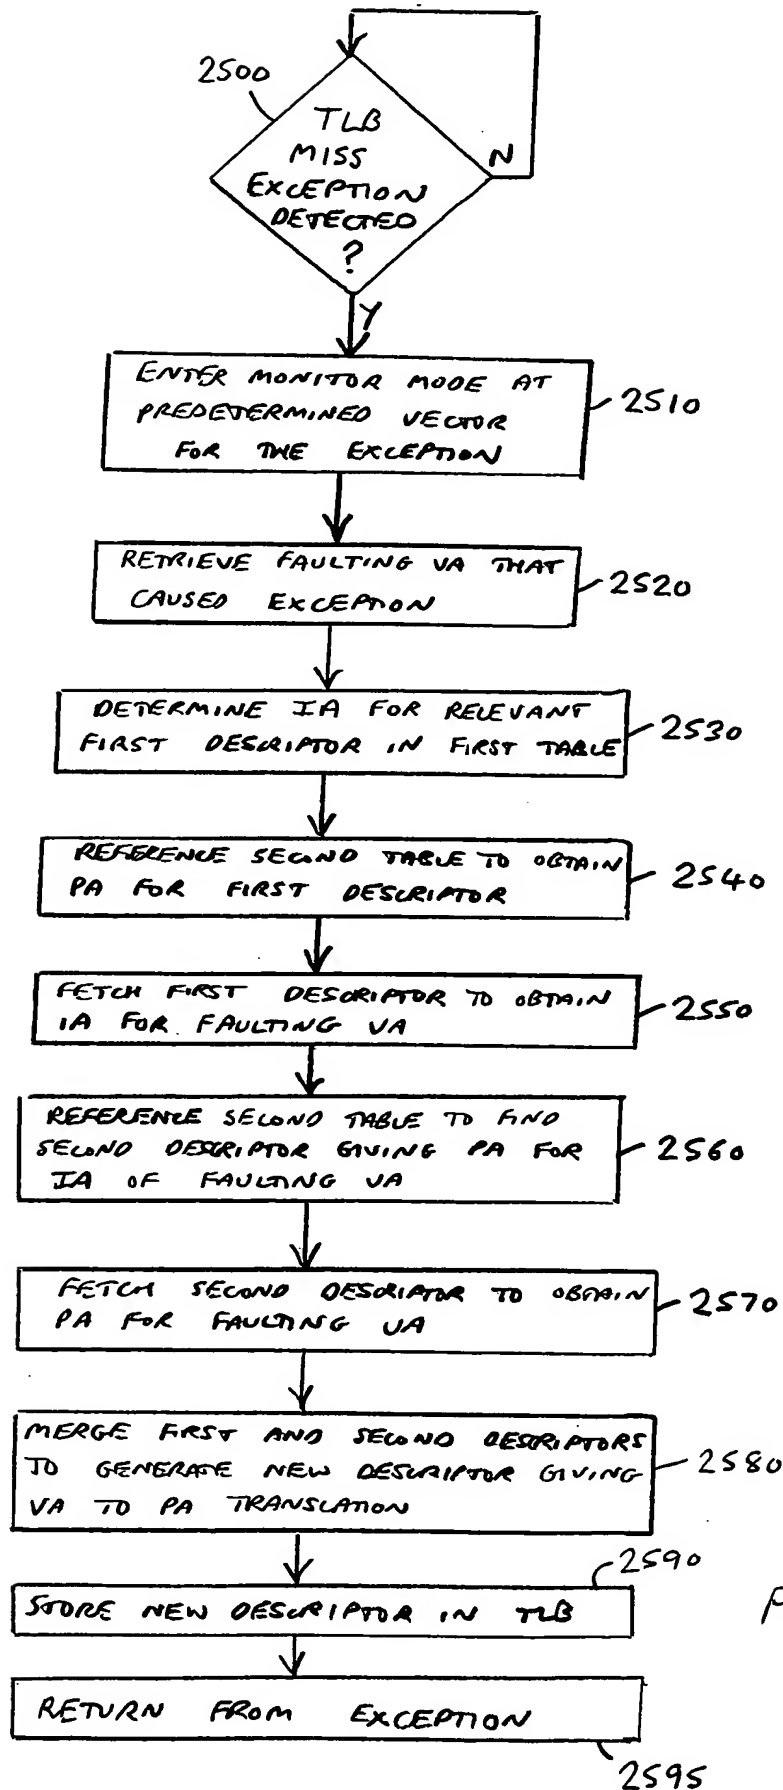 2500
TLB
MISS
EXCEPTION
DETECTED
?
N
Y
ENTER MONITOR MODE AT
PREDETERMINED VECTOR
FOR THE EXCEPTION
2510
RETRIEVE FAULTING VA THAT
CAUSED EXCEPTION
2520
DETERMINE IA FOR RELEVANT
FIRST DESCRIPTOR IN FIRST TABLE
2530
REFERENCE SECOND TABLE TO OBTAIN
PA FOR FIRST DESCRIPTOR
2540
FETCH FIRST DESCRIPTOR TO OBTAIN
IA FOR FAULTING VA
2550
REFERENCE SECOND TABLE TO FIND
SECOND DESCRIPTOR GIVING PA FOR
IA OF FAULTING VA
2560
FETCH SECOND DESCRIPTOR TO OBTAIN
PA FOR FAULTING VA
2570
MERGE FIRST AND SECOND DESCRIPTORS
TO GENERATE NEW DESCRIPTOR GIVING
VA TO PA TRANSLATION
2580
2590
STORE NEW DESCRIPTOR IN TLB
RETURN FROM EXCEPTION
2595